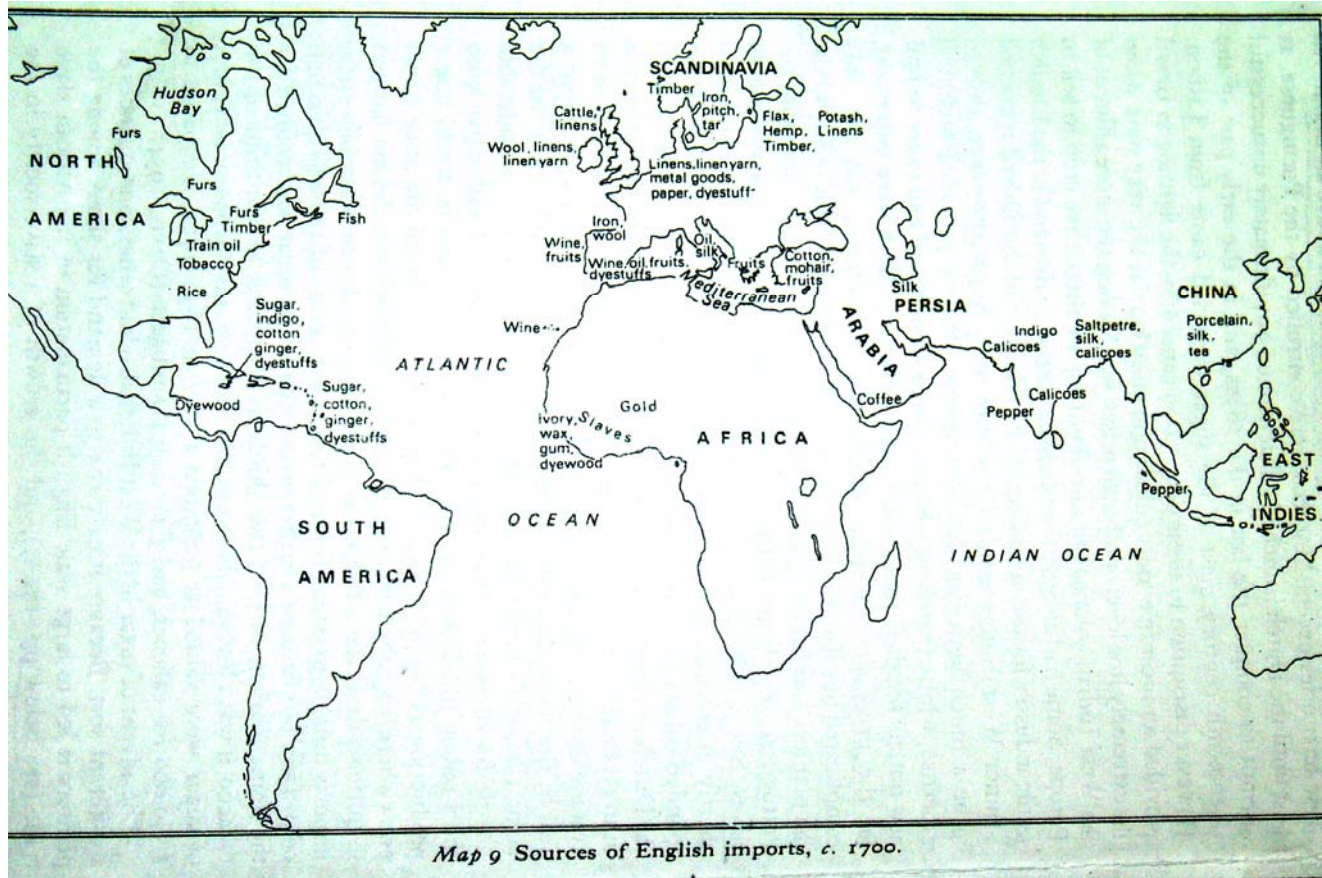 Hudson
Bay
Furs
NORTH
AMERICA
Furs
Furs
Timber
Fish
Train oil
Tobacco
Rice
Sugar,
indigo,
cotton
ginger,
dyestuffs
Dyewood
Sugar,
cotton,
ginger,
dyestuffs
SOUTH
AMERICA
ATLANTIC
OCEAN
SCANDINAVIA
Timber
Iron,
pitch,
tar
Flax,
Hemp,
Timber,
Potash,
Linens
Cattle,
linens
Wool, linens,
linen yarn
Linens, linen yarn,
metal goods,
paper, dyestuff
Iron,
wool
Wine,
fruits
Wine, oil, fruits,
dyestuffs
Oil,
silk
Fruits
Cotton,
mohair,
fruits
Mediterranean
Sea
Wine
Gold
Slaves
ivory,
wax,
gum,
dyewood
AFRICA
ARABIA
Coffee
Silk
PERSIA
Indigo
Calicoes
Saltpetre,
silk,
calicoes
Calicoes
Pepper
CHINA
Porcelain,
silk,
tea
Pepper
EAST
INDIES
INDIAN OCEAN
Map 9 Sources of English imports, c. 1700.